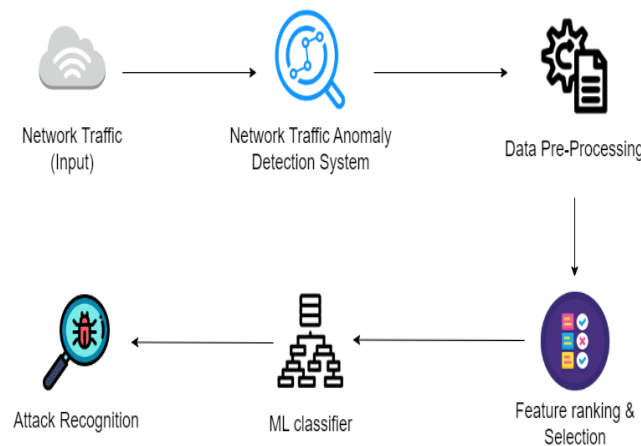 Network Traffic
(Input)
Network Traffic Anomaly
Detection System
Data Pre-Processing
Feature ranking &
Selection
ML classifier
Attack Recognition